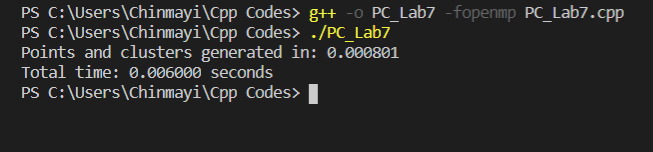 PS C:\Users\Chinmayi\Cpp Codes> g++ -o PC_Lab7 -fopenmp PC_Lab7.cpp
PS C:\Users\Chinmayi\Cpp Codes> ./PC_Lab7
Points and clusters generated in: 0.000801
Total time: 0.006000 seconds
PS C:\Users\Chinmayi\Cpp Codes>